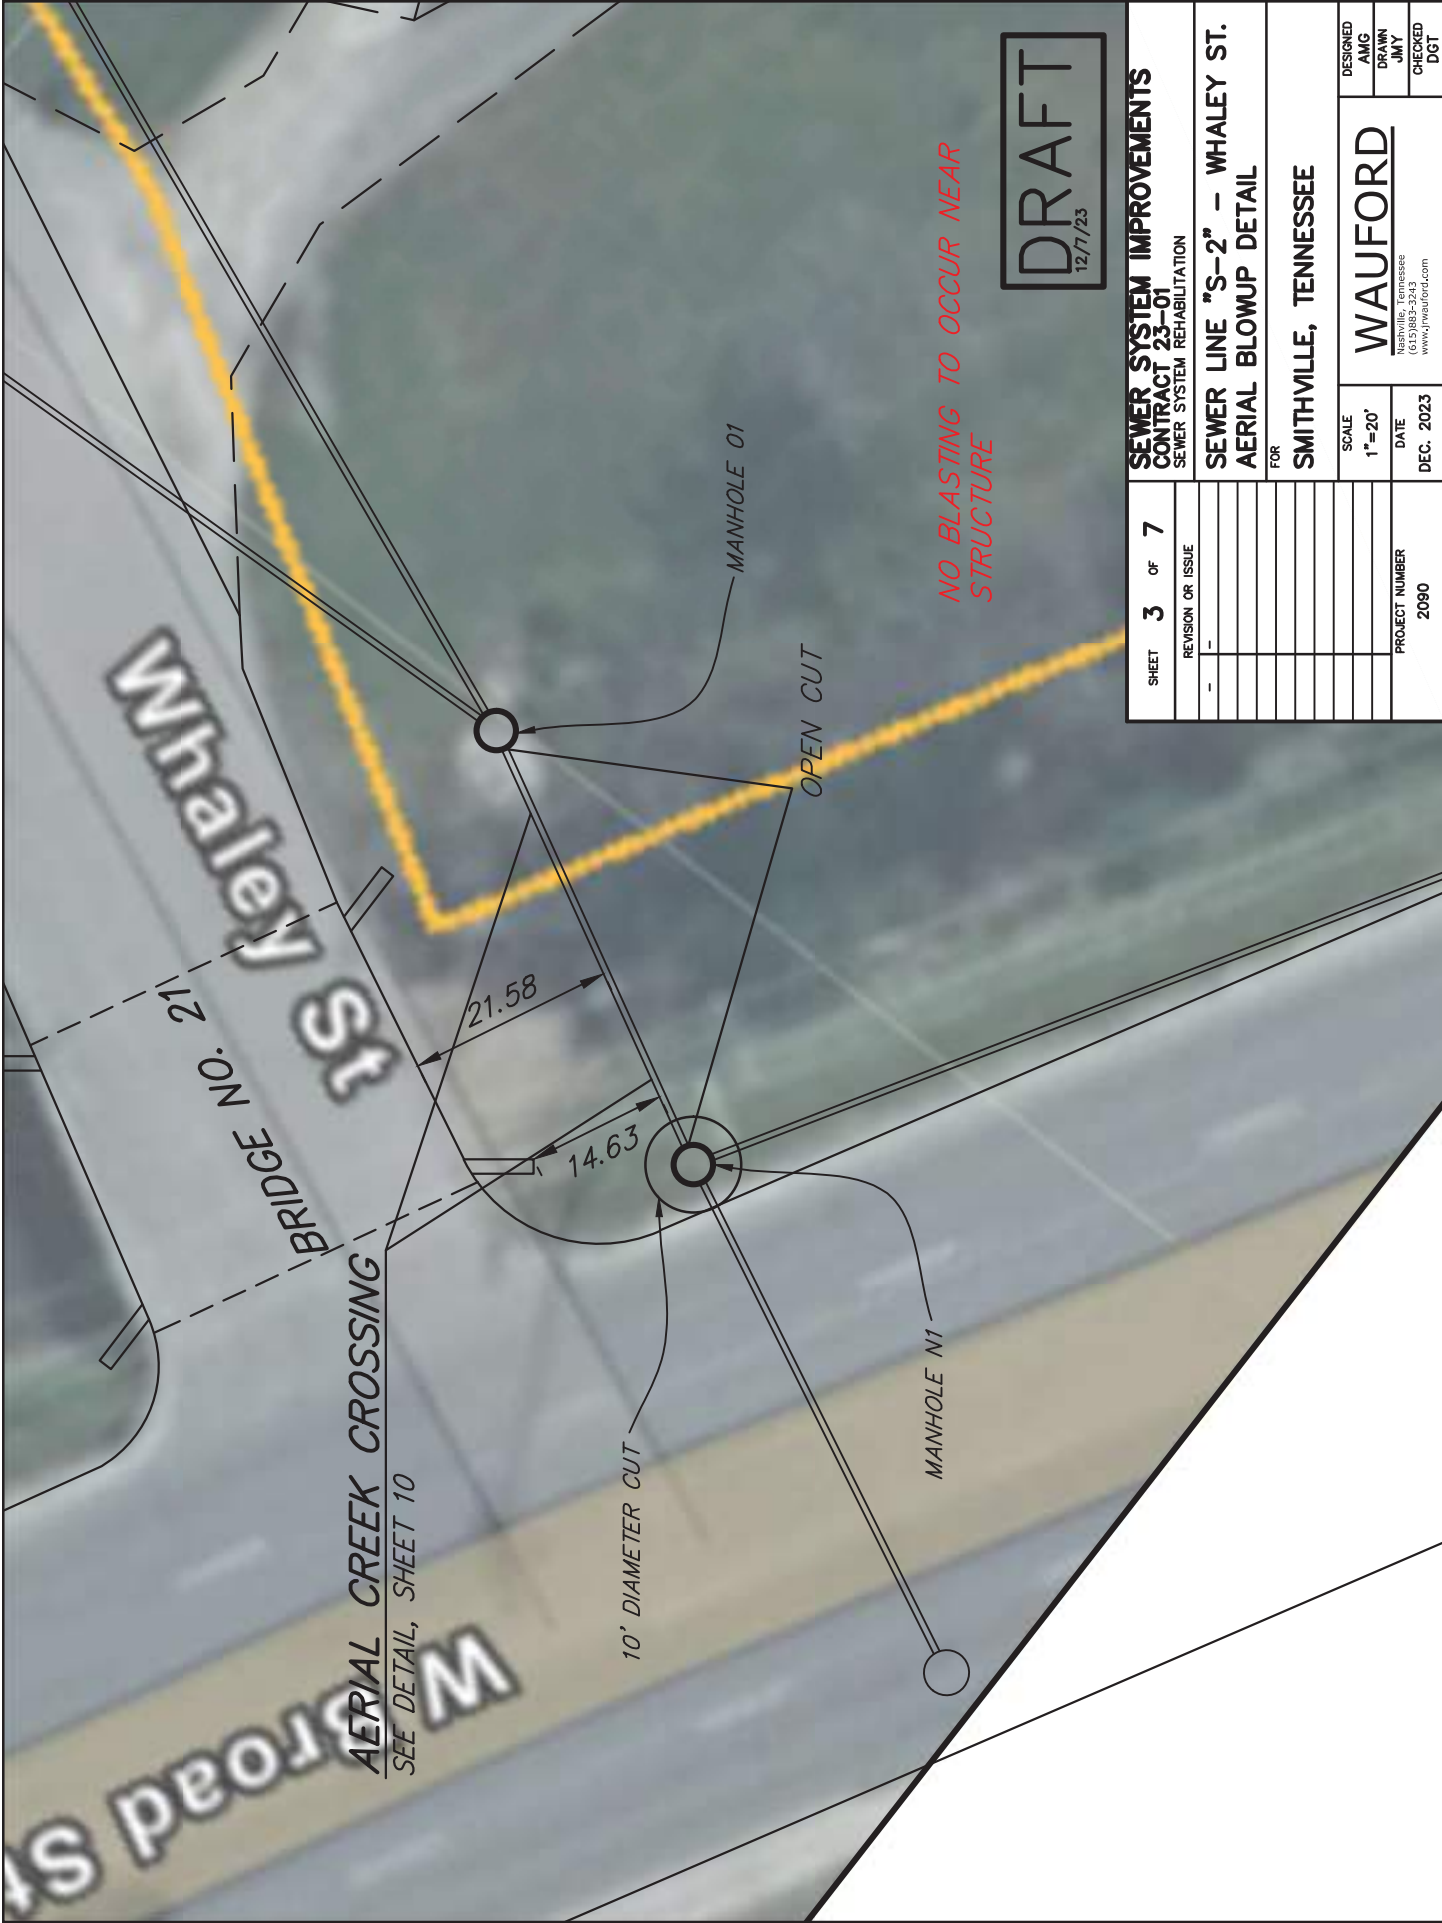 W Broad St
Whaley St
BRIDGE NO. 21
AERIAL CREEK CROSSING
SEE DETAIL, SHEET 10
21.58
14.63
10' DIAMETER CUT
OPEN CUT
MANHOLE 01
MANHOLE N1
NO BLASTING TO OCCUR NEAR
STRUCTURE
DRAFT
12/7/23
SHEET 3 OF 7
REVISION OR ISSUE
- -
PROJECT NUMBER
2090
SEWER SYSTEM IMPROVEMENTS
CONTRACT 23-01
SEWER SYSTEM REHABILITATION
SEWER LINE "S-2" - WHALEY ST.
AERIAL BLOWUP DETAIL
FOR
SMITHVILLE, TENNESSEE
SCALE
1"=20'
DATE
DEC. 2023
WAUFORD
Nashville, Tennessee
(615)883-3243
www.jrwauford.com
DESIGNED
AMG
DRAWN
JMY
CHECKED
DGT